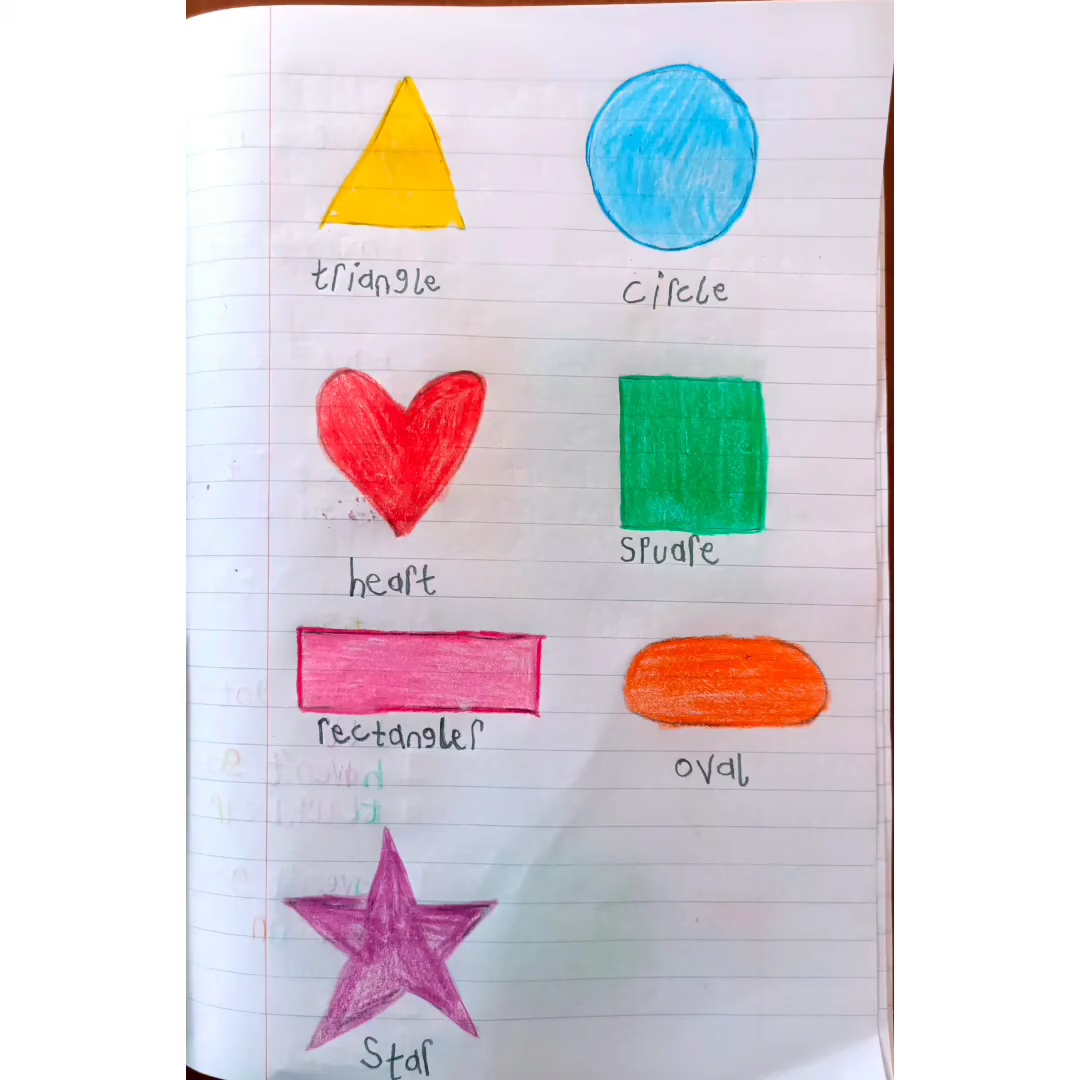 triangle
circle
heart
spuare
rectangler
oval
Star